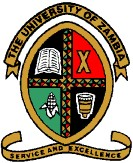 THE UNIVERSITY OF ZAMBIA
SERVICE AND EXCELLENCE